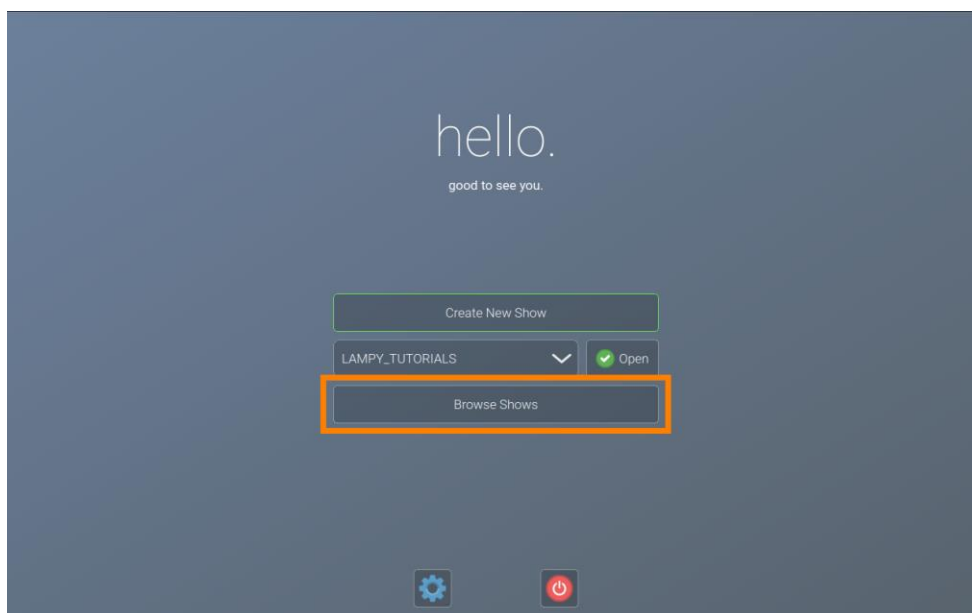 hello.
good to see you.
Create New Show
LAMPY_TUTORIALS
Open
Browse Shows